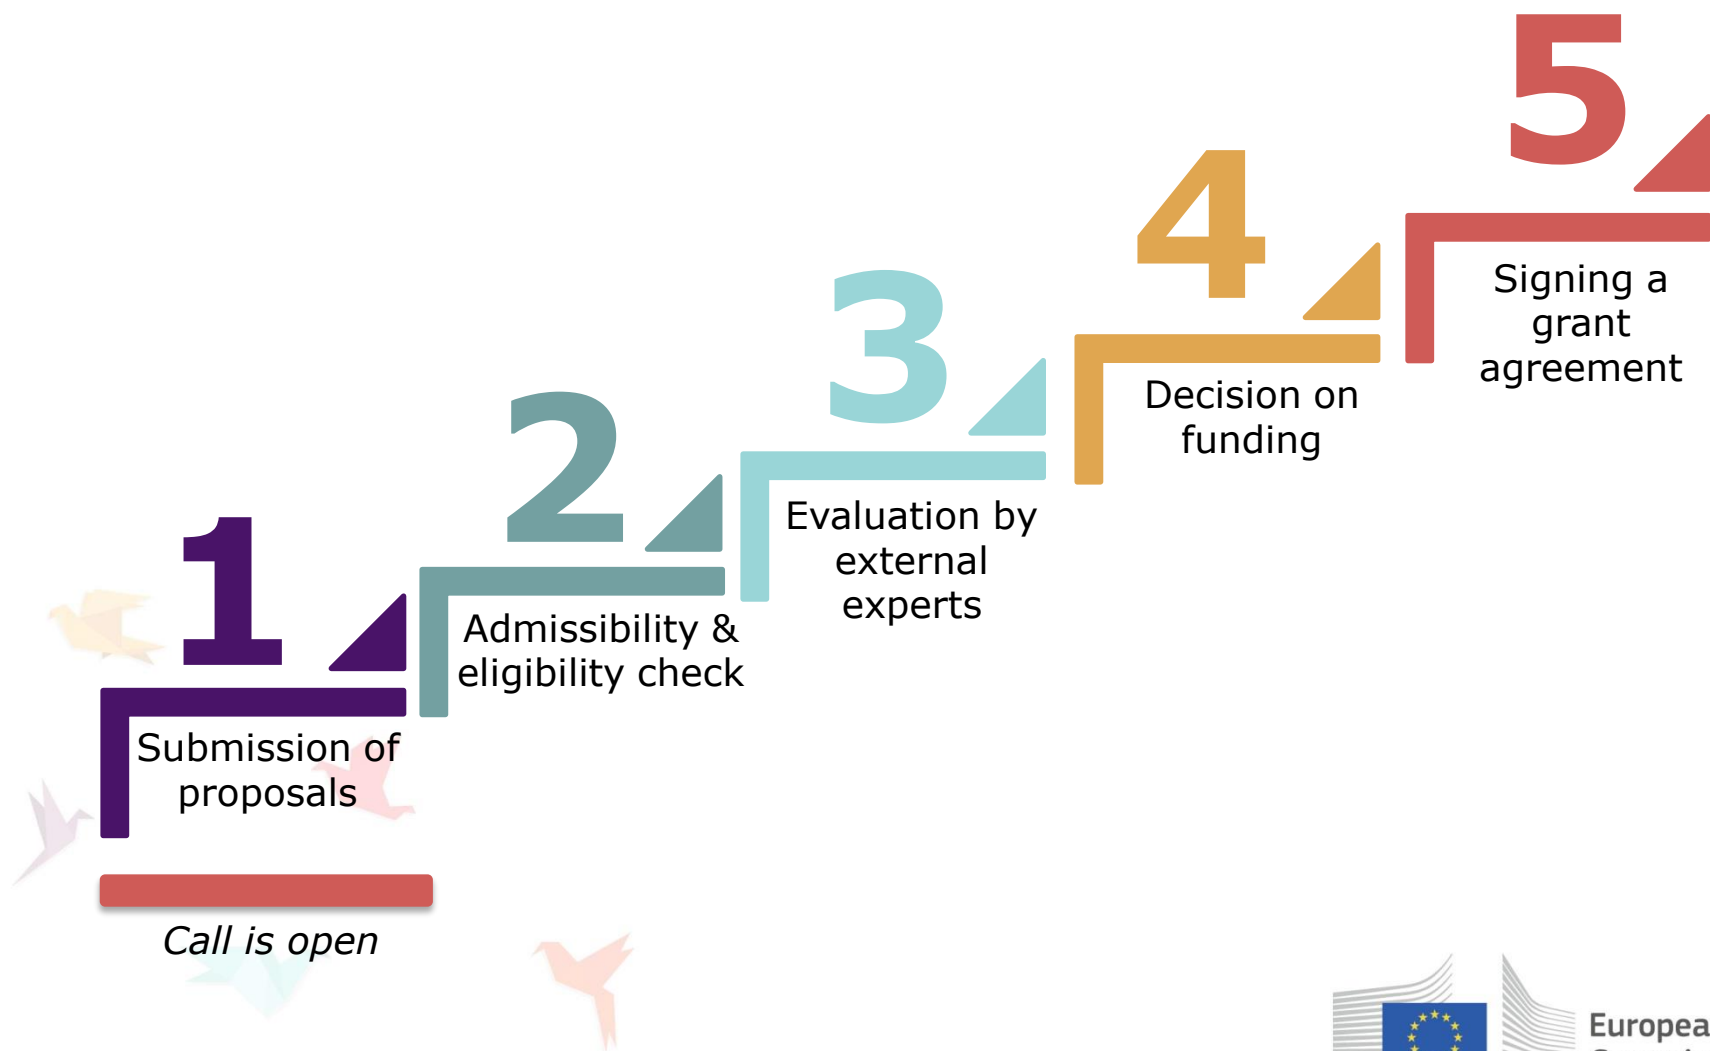 1
Submission of
proposals
Call is open
2
Admissibility &
eligibility check
3
Evaluation by
external
experts
4
Decision on
funding
5
Signing a
grant
agreement
Europea